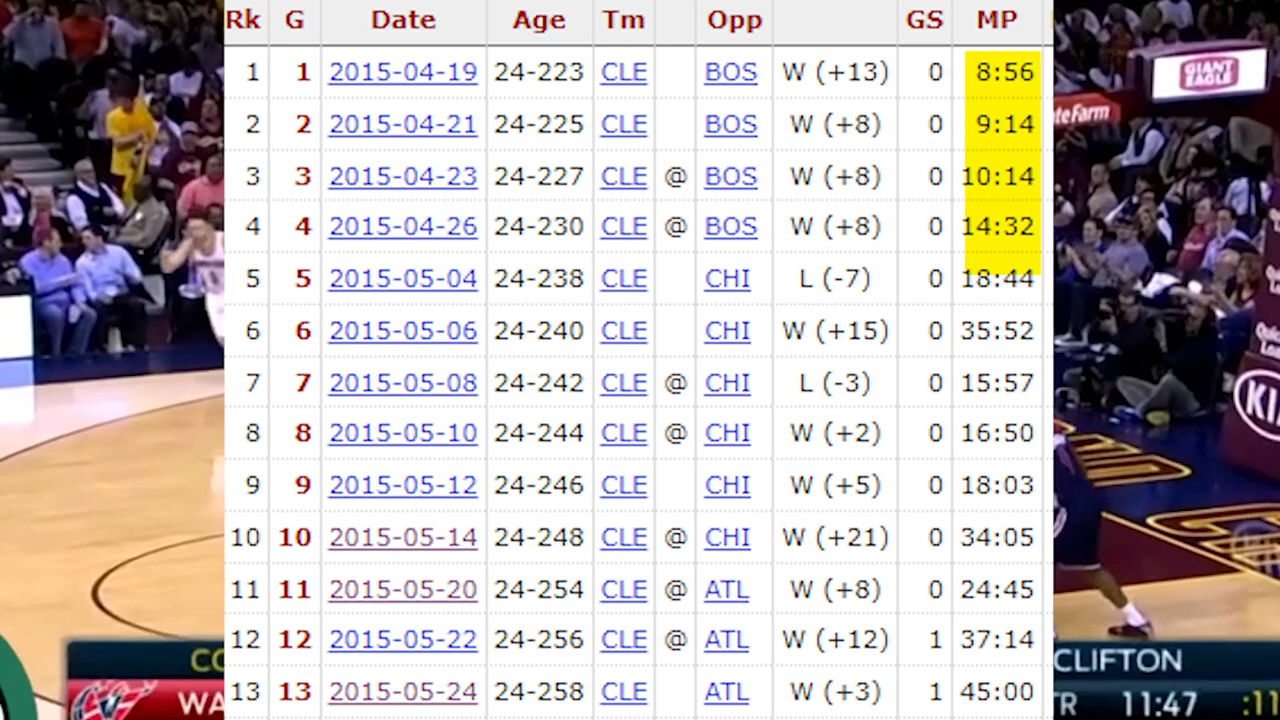 Rk G Date Age Tm Opp GS MP
1 1 2015-04-19 24-223 CLE BOS W (+13) 0 8:56
2 2 2015-04-21 24-225 CLE BOS W (+8) 0 9:14
3 3 2015-04-23 24-227 CLE @ BOS W (+8) 0 10:14
4 4 2015-04-26 24-230 CLE @ BOS W (+8) 0 14:32
5 5 2015-05-04 24-238 CLE CHI L (-7) 0 18:44
6 6 2015-05-06 24-240 CLE CHI W (+15) 0 35:52
7 7 2015-05-08 24-242 CLE @ CHI L (-3) 0 15:57
8 8 2015-05-10 24-244 CLE @ CHI W (+2) 0 16:50
9 9 2015-05-12 24-246 CLE CHI W (+5) 0 18:03
10 10 2015-05-14 24-248 CLE @ CHI W (+21) 0 34:05
11 11 2015-05-20 24-254 CLE @ ATL W (+8) 0 24:45
12 12 2015-05-22 24-256 CLE @ ATL W (+12) 1 37:14
13 13 2015-05-24 24-258 CLE ATL W (+3) 1 45:00
GIANT
EAGLE
teFarm
KI
CO
WA
CLIFTON
TR 11:47 :11